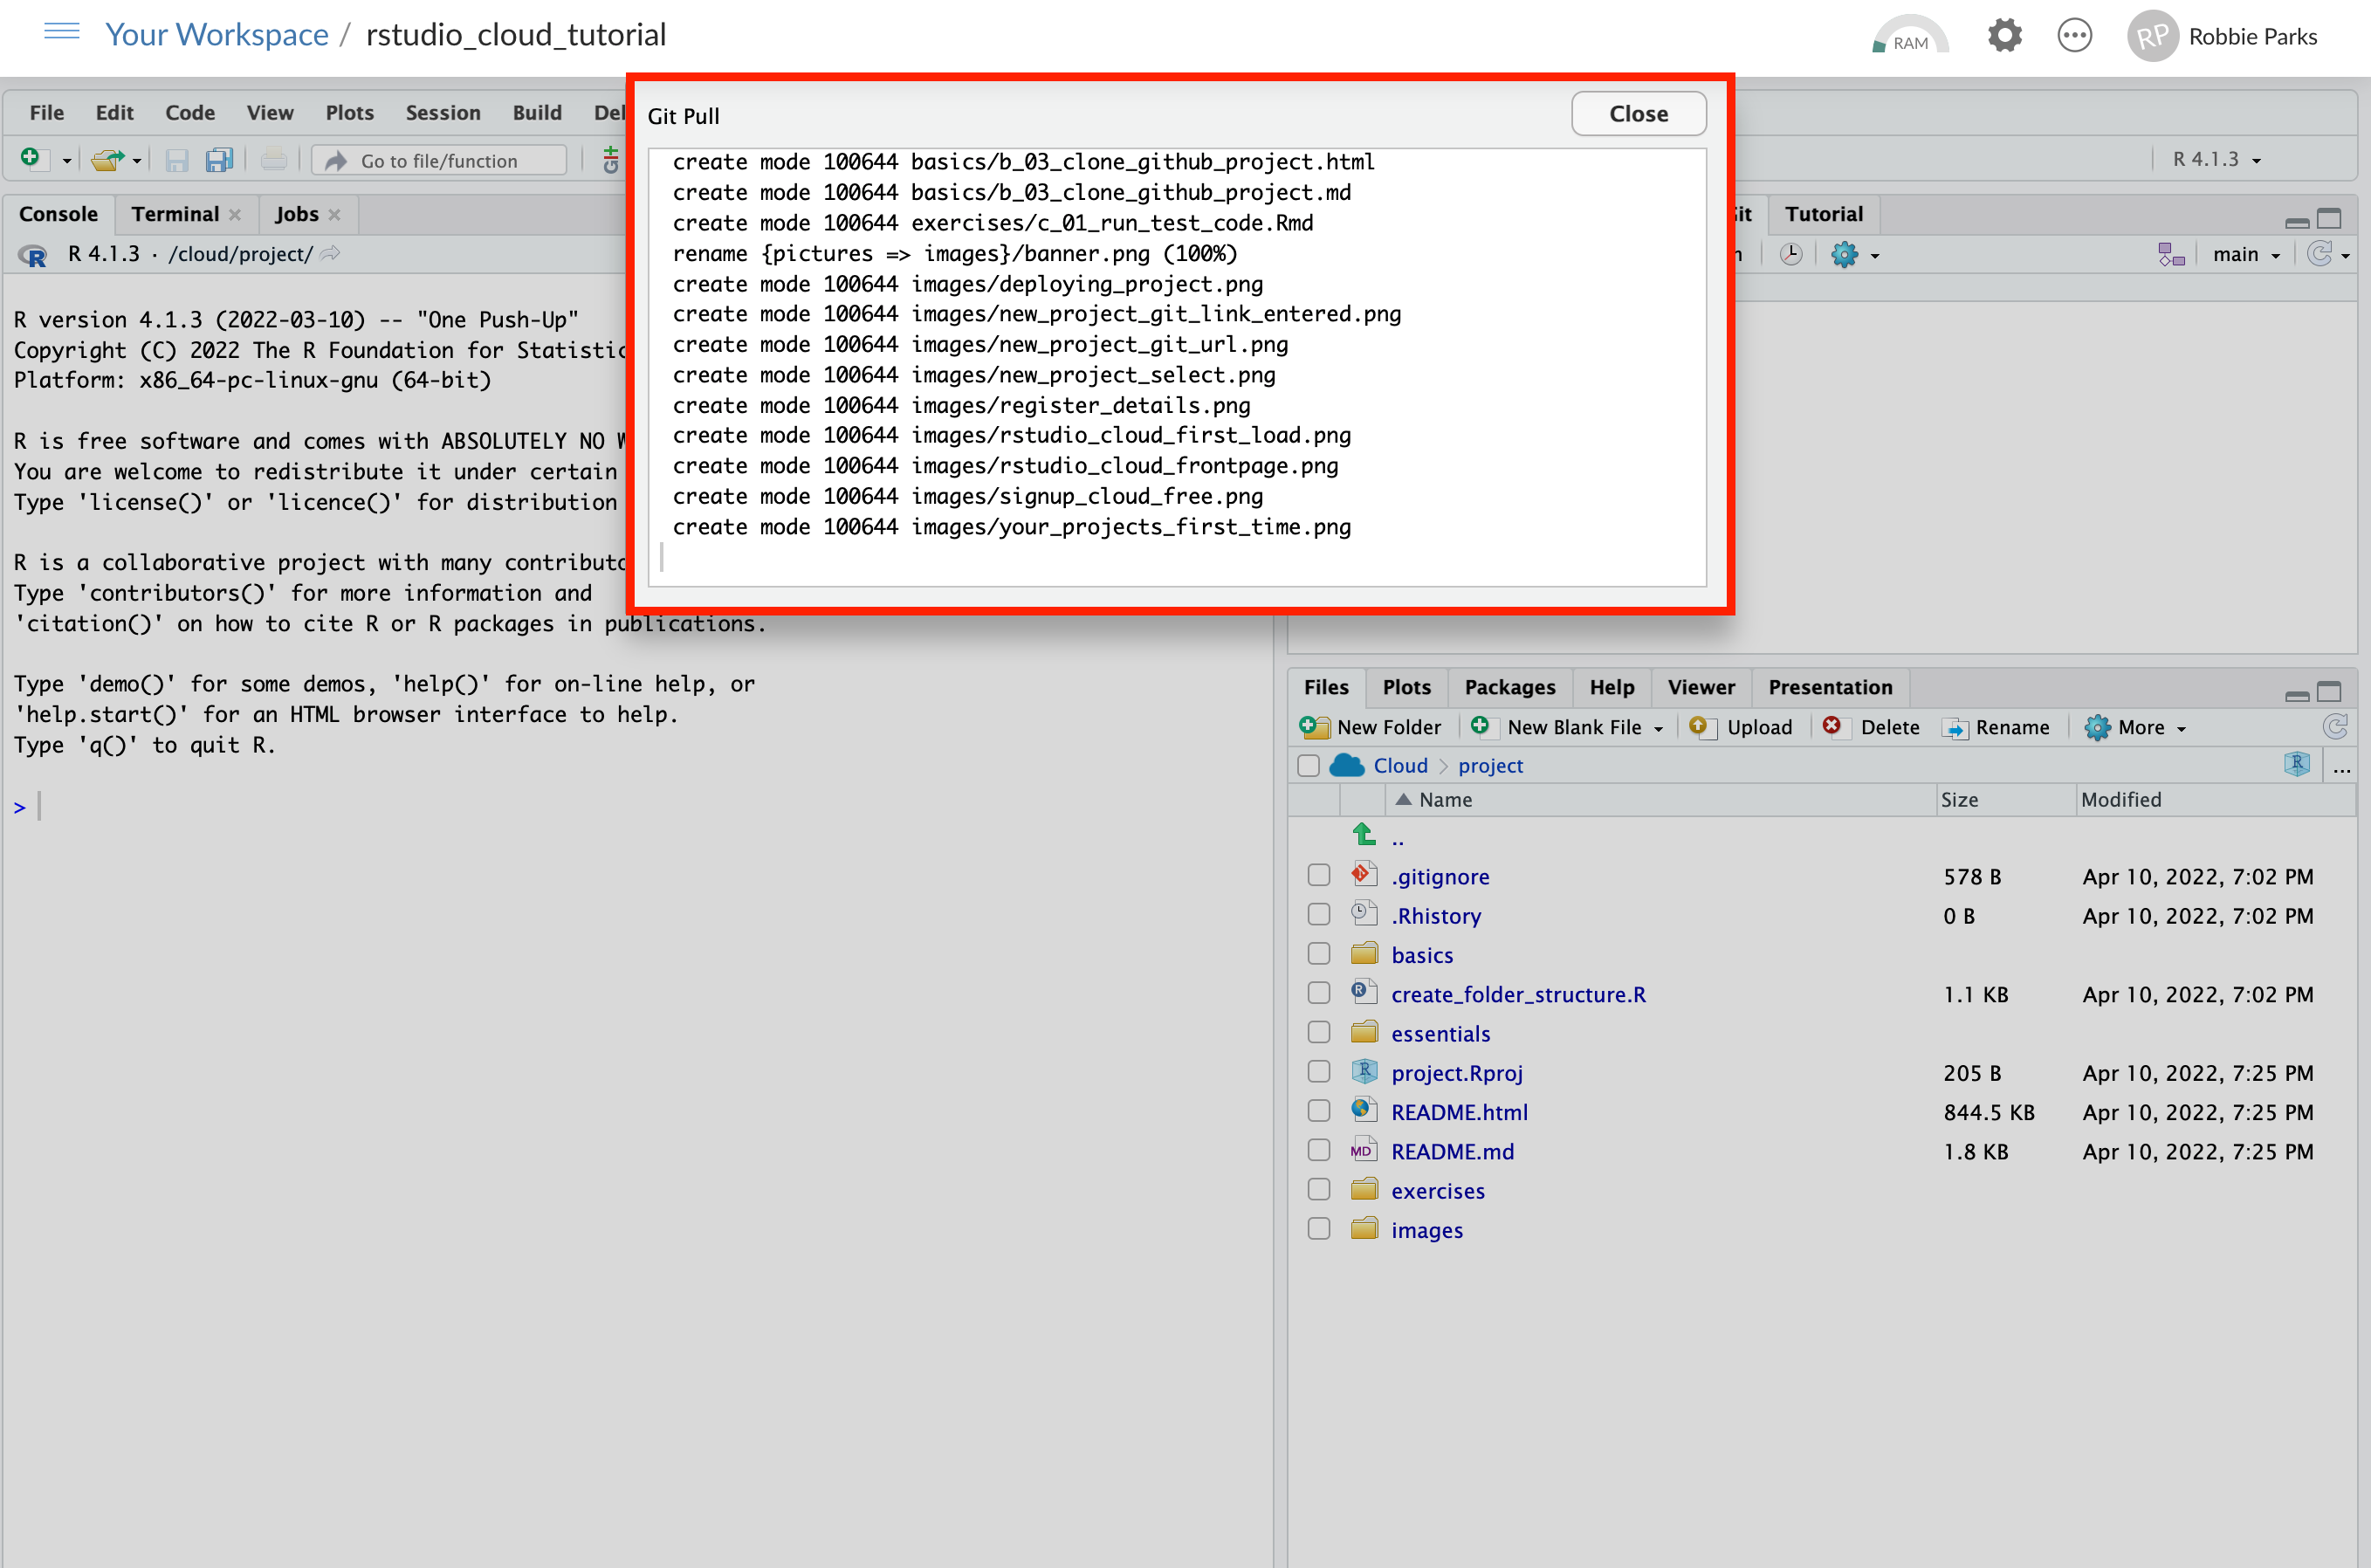 Your Workspace / rstudio_cloud_tutorial
RAM
RP Robbie Parks
File Edit Code View Plots Session Build
Go to file/function
R 4.1.3
Console Terminal Jobs
R 4.1.3 · /cloud/project/
R version 4.1.3 (2022-03-10) -- "One Push-Up"
Copyright (C) 2022 The R Foundation for
Platform: x86_64-pc-linux-gnu (64-bit)
R is free software and comes with ABSOLUTELY NO
You are welcome to redistribute it under certain
Type 'license()' or 'licence()' for distribution
R is a collaborative project with many
Type 'contributors()' for more information and
'citation()' on how to cite R or R packages in publications.
Type 'demo()' for some demos, 'help()' for on-line help, or
'help.start()' for an HTML browser interface to help.
Type 'q()' to quit R.
>
Git Pull
Close
create mode 100644 basics/b_03_clone_github_project.html
create mode 100644 basics/b_03_clone_github_project.md
create mode 100644 exercises/c_01_run_test_code.Rmd
rename {pictures => images}/banner.png (100%)
create mode 100644 images/deploying_project.png
create mode 100644 images/new_project_git_link_entered.png
create mode 100644 images/new_project_git_url.png
create mode 100644 images/new_project_select.png
create mode 100644 images/register_details.png
create mode 100644 images/rstudio_cloud_first_load.png
create mode 100644 images/rstudio_cloud_frontpage.png
create mode 100644 images/signup_cloud_free.png
create mode 100644 images/your_projects_first_time.png
Tutorial
main
Files Plots Packages Help Viewer Presentation
New Folder New Blank File Upload Delete Rename More
Cloud > project ...
Name Size Modified
..
.gitignore 578 B Apr 10, 2022, 7:02 PM
.Rhistory 0 B Apr 10, 2022, 7:02 PM
basics
create_folder_structure.R 1.1 KB Apr 10, 2022, 7:02 PM
essentials
project.Rproj 205 B Apr 10, 2022, 7:25 PM
README.html 844.5 KB Apr 10, 2022, 7:25 PM
README.md 1.8 KB Apr 10, 2022, 7:25 PM
exercises
images